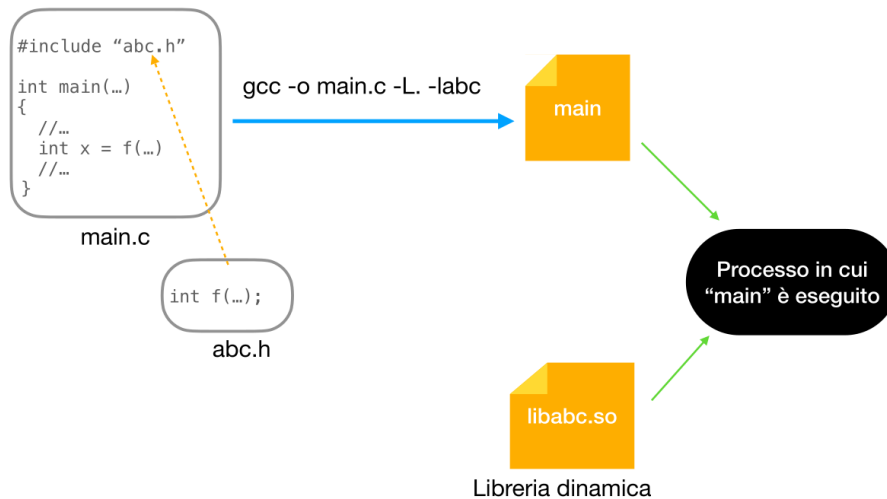 #include “abc.h”
int main(…)
{
//…
int x = f(…)
//…
}
main.c
gcc -o main.c -L. -labc
main
int f(…);
abc.h
Processo in cui
“main” è eseguito
libabc.so
Libreria dinamica